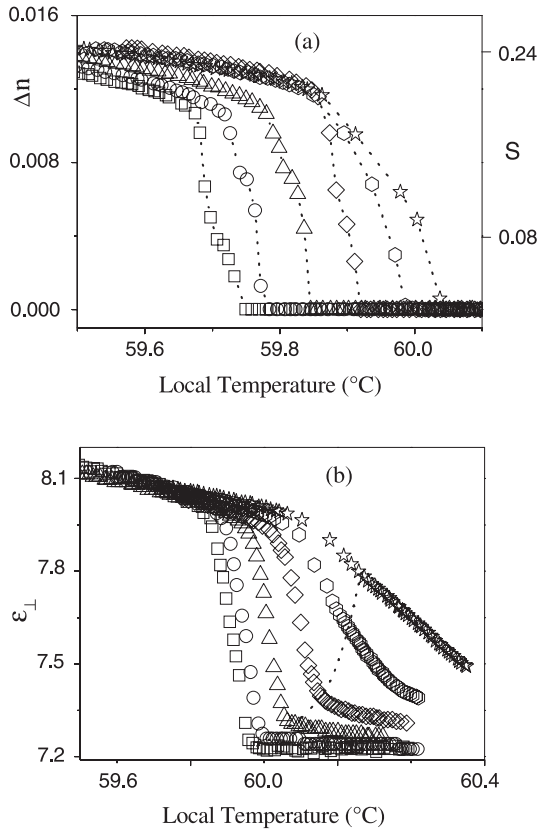 (a)
0.016
0.008
0.000
Δn
0.24
0.08
S
59.6 59.8 60.0
Local Temperature (°C)
(b)
8.1
7.8
7.5
7.2
ε⊥
59.6 60.0 60.4
Local Temperature (°C)